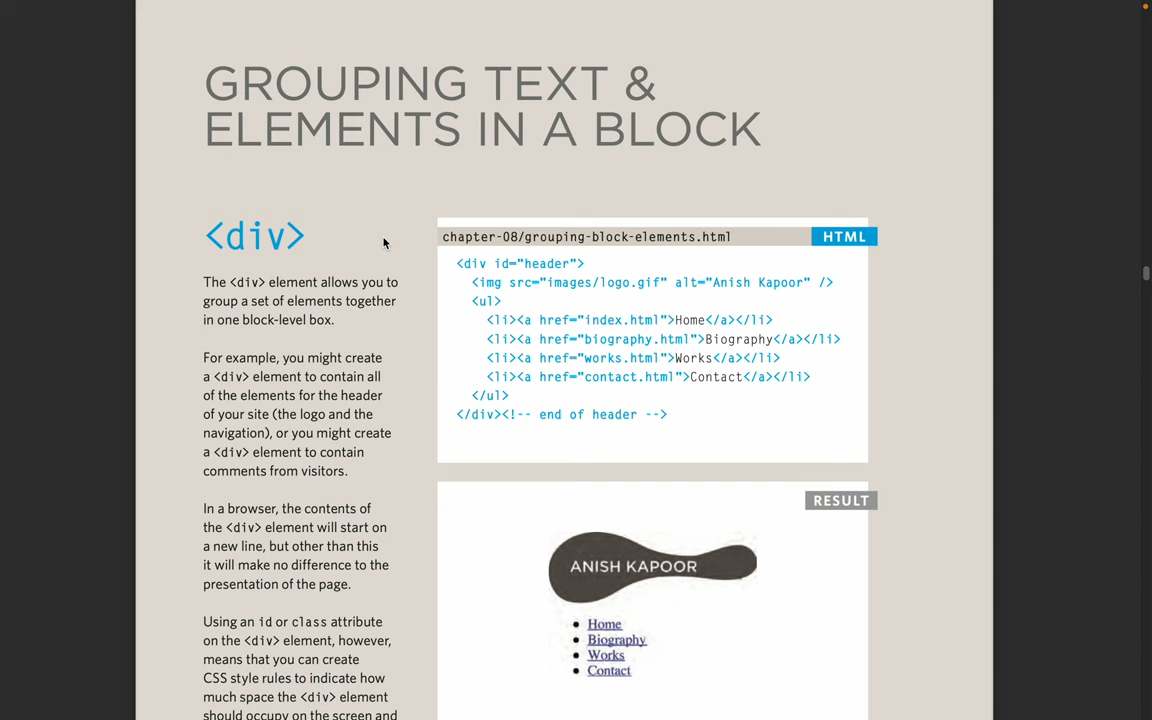 GROUPING TEXT &
ELEMENTS IN A BLOCK
<div>
The <div> element allows you to
group a set of elements together
in one block-level box.
For example, you might create
a <div> element to contain all
of the elements for the header
of your site (the logo and the
navigation), or you might create
a <div> element to contain
comments from visitors.
In a browser, the contents of
the <div> element will start on
a new line, but other than this
it will make no difference to the
presentation of the page.
Using an id or class attribute
on the <div> element, however,
means that you can create
CSS style rules to indicate how
much space the <div> element
should occupy on the screen and
chapter-08/grouping-block-elements.html HTML
<div id="header">
<img src="images/logo.gif" alt="Anish Kapoor" />
<ul>
<li><a href="index.html">Home</a></li>
<li><a href="biography.html">Biography</a></li>
<li><a href="works.html">Works</a></li>
<li><a href="contact.html">Contact</a></li>
</ul>
</div><!-- end of header -->
RESULT
ANISH KAPOOR
Home
Biography
Works
Contact